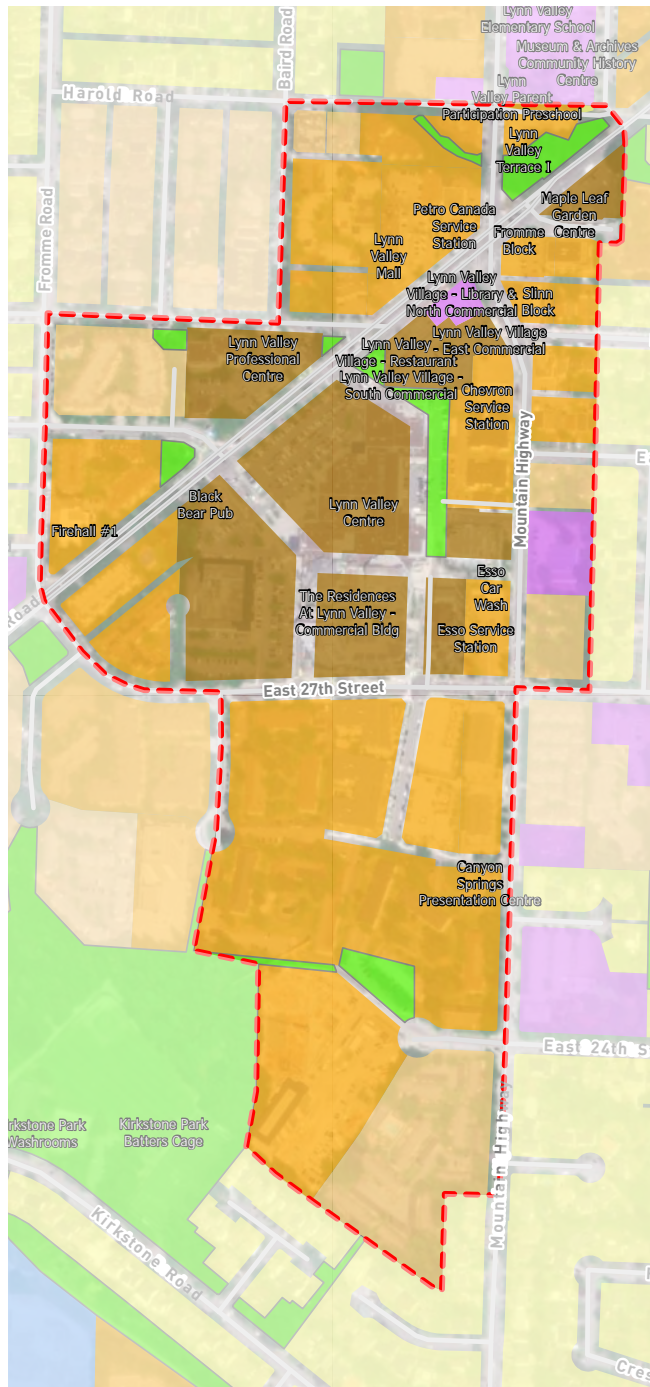 Lynn Valley
Elementary School
Museum & Archives
Community History
Centre
Lynn
Valley Parent
Participation Preschool
Baird Road
Harold Road
Lynn
Valley
Terrace I
Fromme Road
Maple Leaf
Garden
Centre
Petro Canada
Service
Station
Fromme
Block
Lynn
Valley
Mall
Lynn Valley
Village - Library &
North Commercial
Slinn
Block
Lynn Valley Village
- East Commercial
Lynn Valley
Professional
Centre
Lynn Valley
Village - Restaurant
Lynn Valley Village -
South Commercial
Chevron
Service
Station
Mountain Highway
Ea
Black
Bear Pub
Lynn Valley
Centre
Firehall #1
Esso
Car
Wash
The Residences
At Lynn Valley -
Commercial Bldg
Road
Esso Service
Station
East 27th Street
Canyon
Springs
Presentation Centre
East 24th S
Mountain Highway
rkstone Park
Washrooms
Kirkstone Park
Batters Cage
Kirkstone Road
Cres